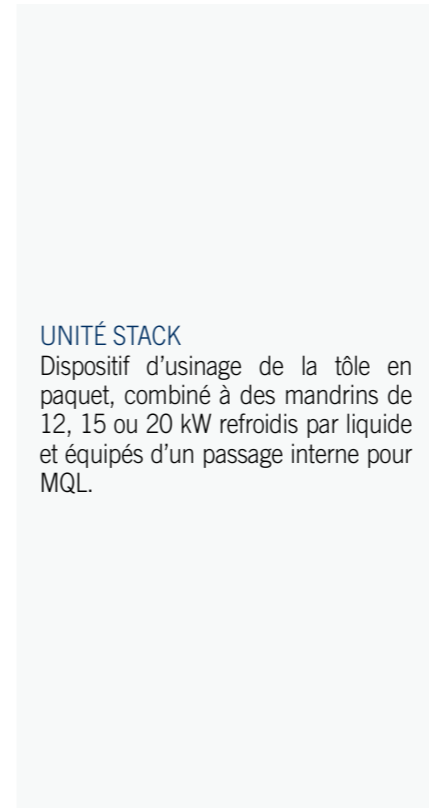 UNITÉ STACK
Dispositif d’usinage de la tôle en
paquet, combiné à des mandrins de
12, 15 ou 20 kW refroidis par liquide
et équipés d’un passage interne pour
MQL.